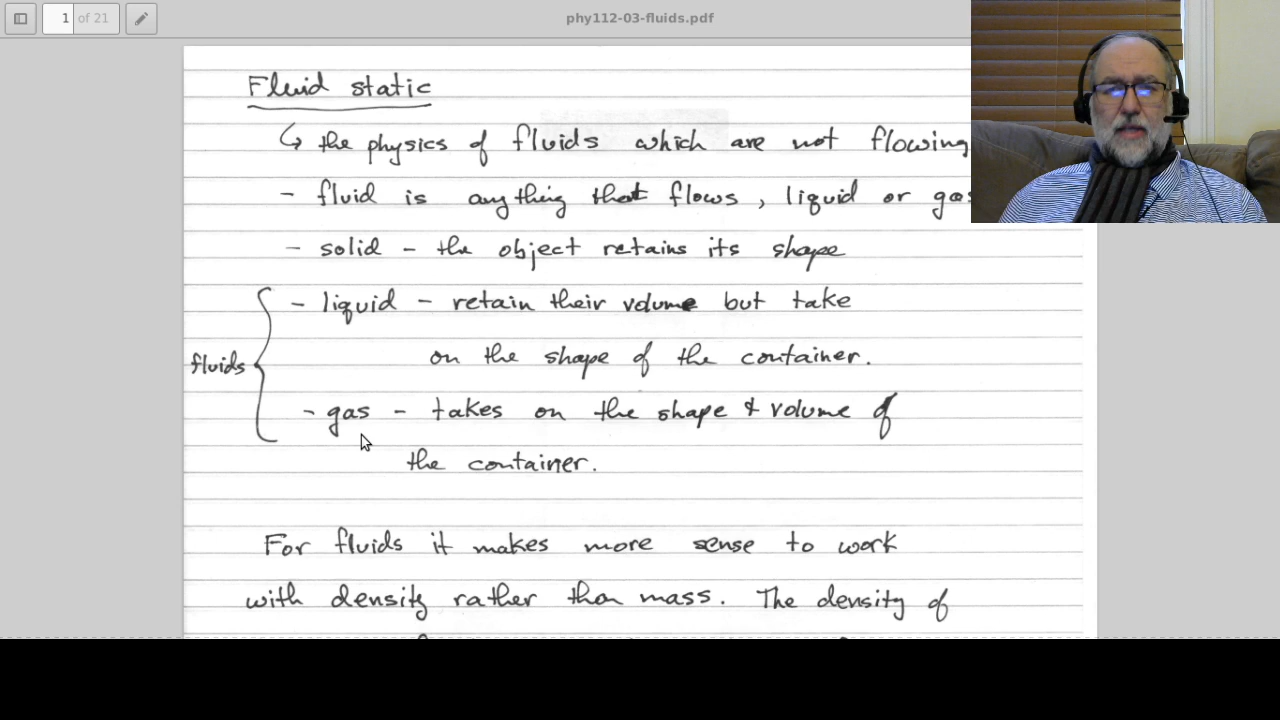 1 of 21
phy112-03-fluids.pdf
Fluid static
↳ the physics of fluids which are not flowing
- fluid is anything that flows, liquid or gas
- solid - the object retains its shape
- liquid - retain their volume but take
on the shape of the container.
fluids
- gas - takes on the shape & volume of
the container.
For fluids it makes more sense to work
with density rather than mass. The density of